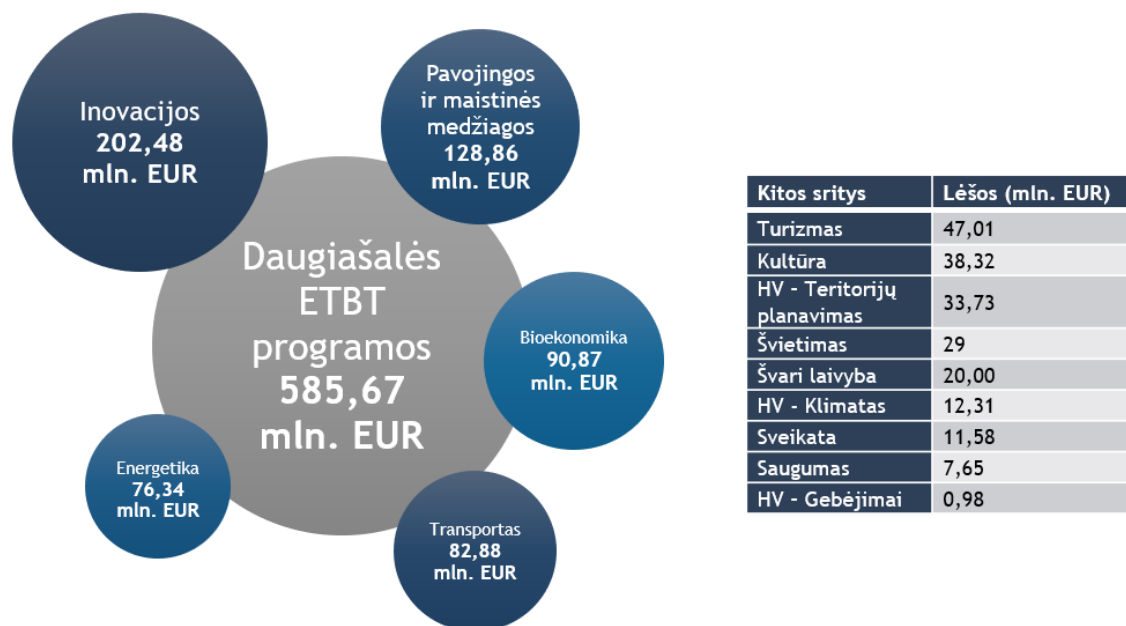 Inovacijos
202,48
mln. EUR
Pavojingos
ir maistinės
medžiagos
128,86
mln. EUR
Daugiašalės
ETBT
programos
585,67
mln. EUR
Bioekonomika
90,87
mln. EUR
Energetika
76,34
mln. EUR
Transportas
82,88
mln. EUR
Kitos sritys Lėšos (mln. EUR)
Turizmas 47,01
Kultūra 38,32
HV - Teritorijų
planavimas 33,73
Švietimas 29
Švari laivyba 20,00
HV - Klimatas 12,31
Sveikata 11,58
Saugumas 7,65
HV - Gebėjimai 0,98